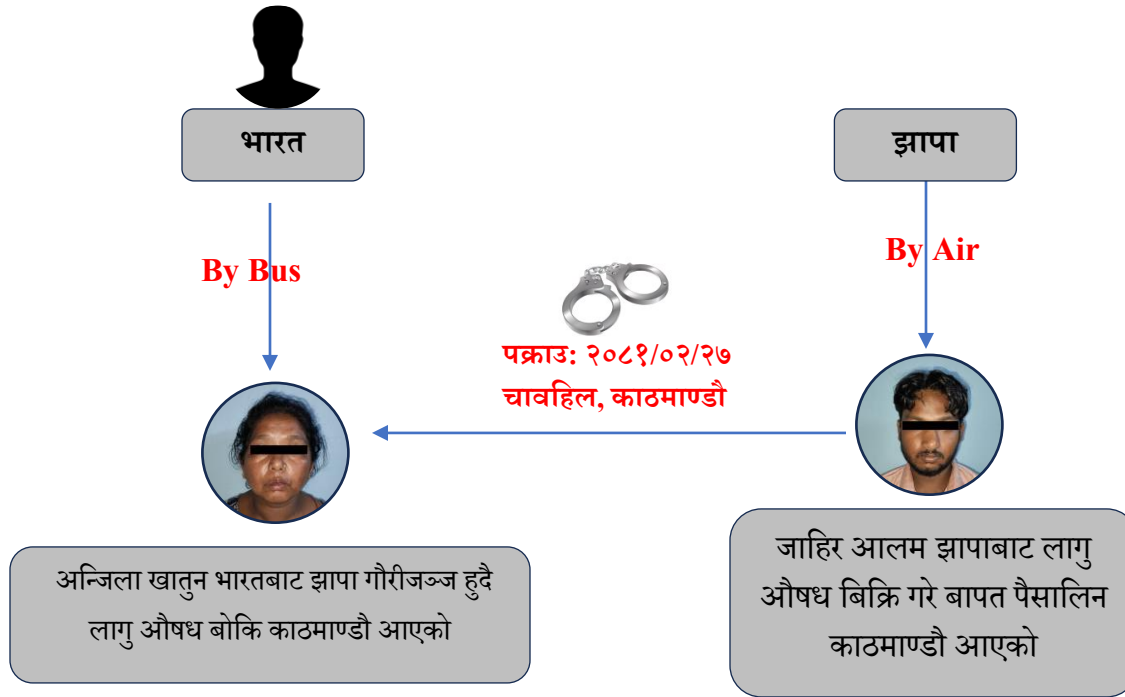 भारत
झापा
By Bus
By Air
पक्राउ: २०८१/०२/२७
चावहिल, काठमाण्डौ
अन्जिला खातुन भारतबाट झापा गौरीजञ्ज हुदै
लागु औषध बोकि काठमाण्डौ आएको
जाहिर आलम झापाबाट लागु
औषध बिक्रि गरे बापत पैसालिन
काठमाण्डौ आएको